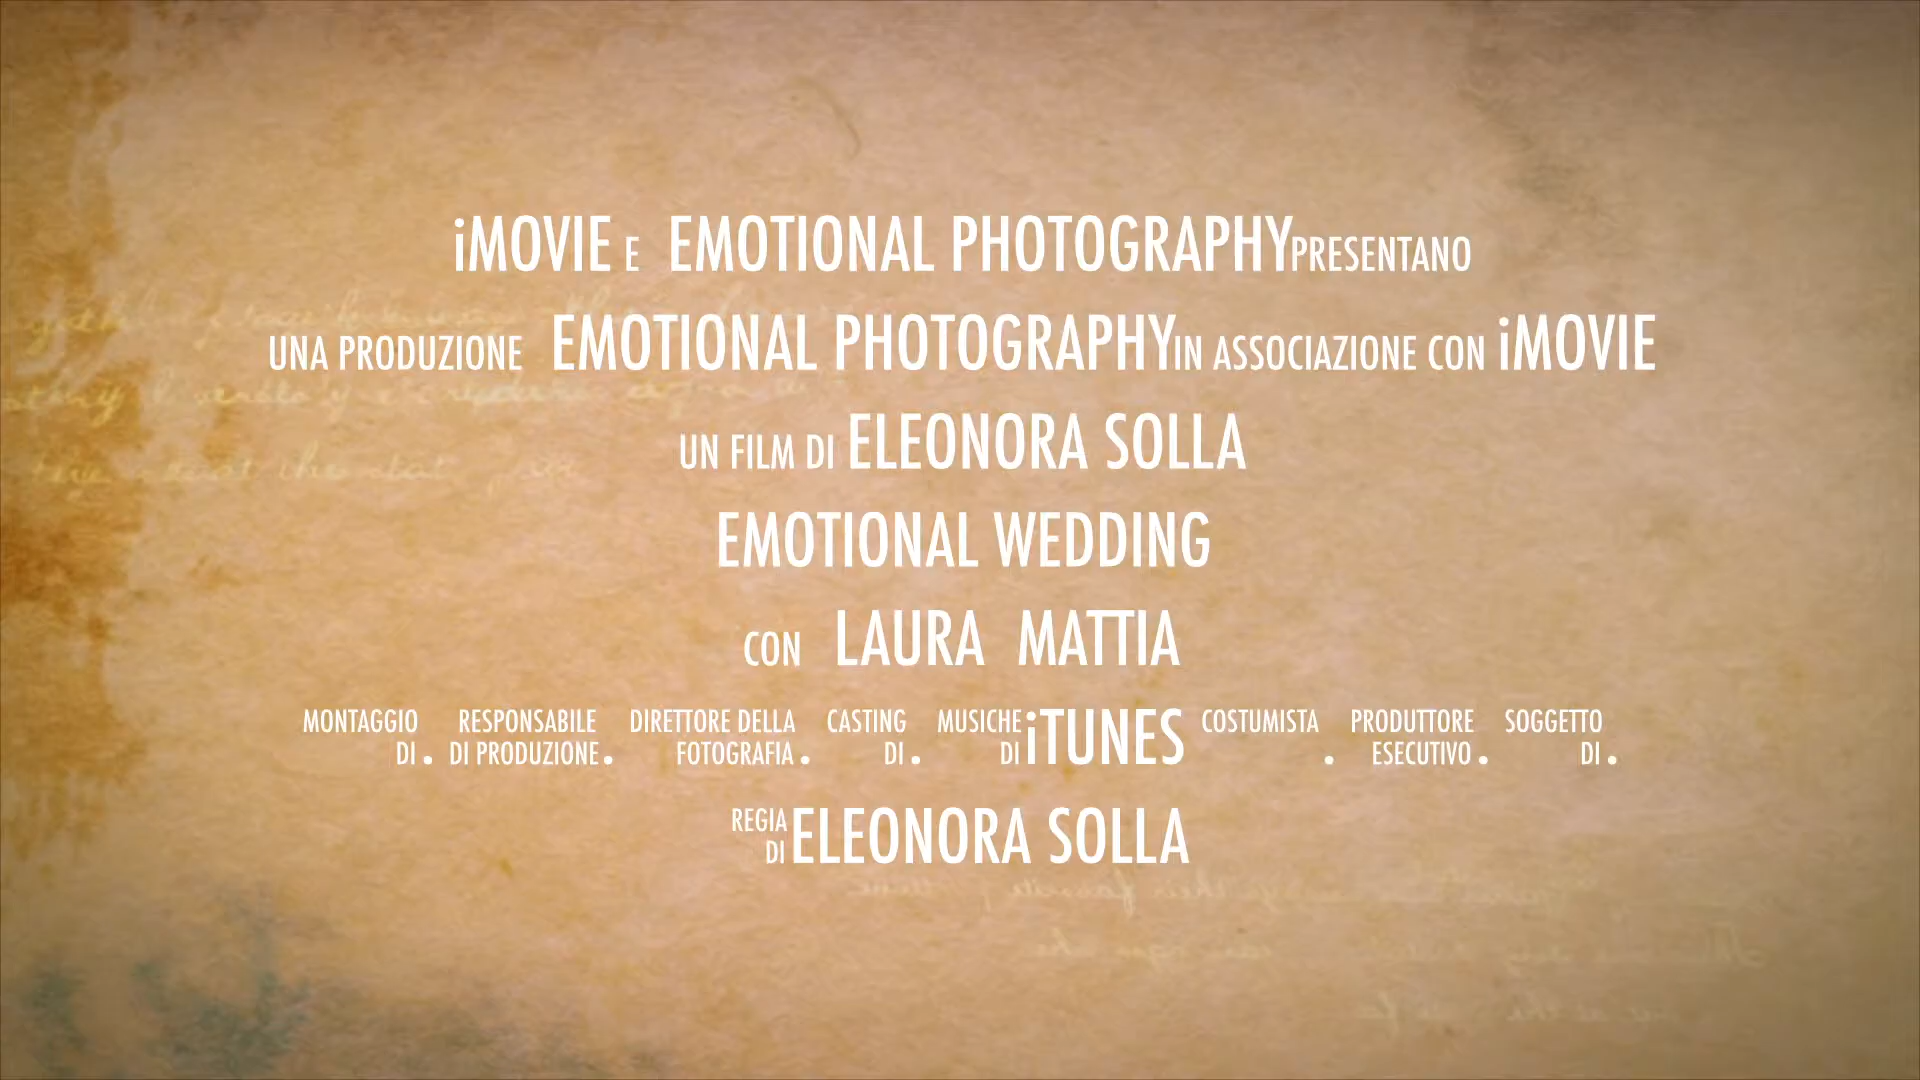 iMOVIE E EMOTIONAL PHOTOGRAPHY PRESENTANO
UNA PRODUZIONE EMOTIONAL PHOTOGRAPHY IN ASSOCIAZIONE CON iMOVIE
UN FILM DI ELEONORA SOLLA
EMOTIONAL WEDDING
CON LAURA MATTIA
MONTAGGIO DI . RESPONSABILE DI PRODUZIONE . DIRETTORE DELLA FOTOGRAFIA . CASTING DI . MUSICHE DI iTUNES COSTUMISTA . PRODUTTORE ESECUTIVO . SOGGETTO DI .
REGIA DI ELEONORA SOLLA